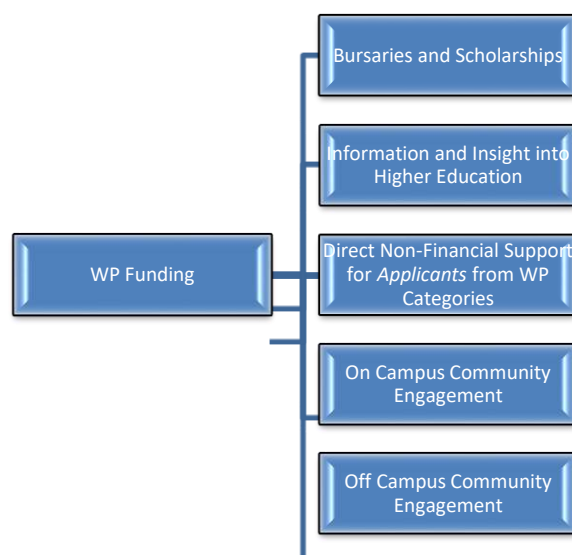 Bursaries and Scholarships
Information and Insight into
Higher Education
WP Funding
Direct Non-Financial Support
for Applicants from WP
Categories
On Campus Community
Engagement
Off Campus Community
Engagement